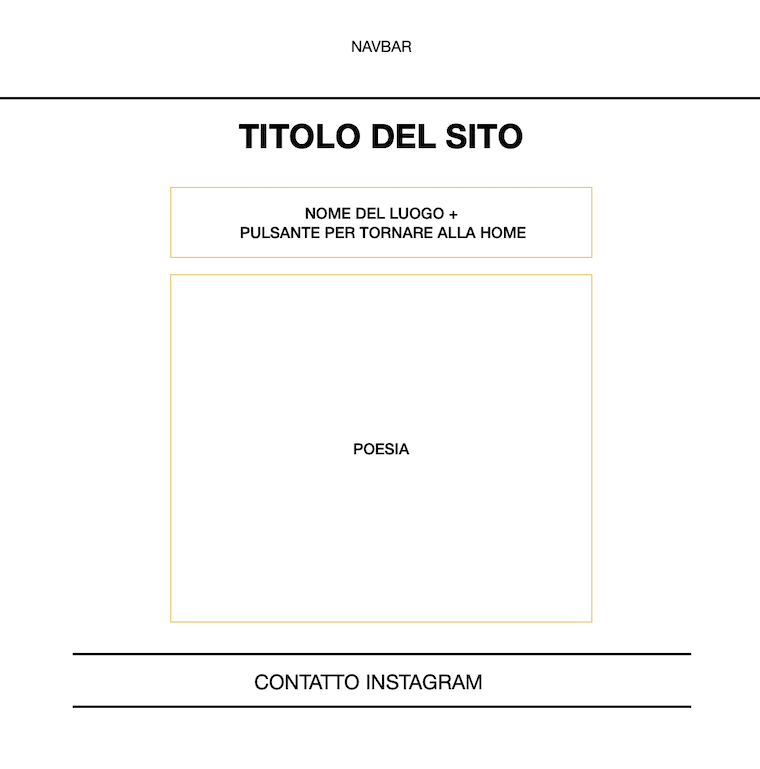 NAVBAR
TITOLO DEL SITO
NOME DEL LUOGO +
PULSANTE PER TORNARE ALLA HOME
POESIA
CONTATTO INSTAGRAM